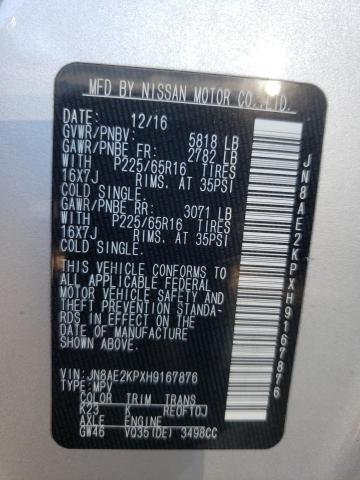 MFD BY NISSAN MOTOR CO.,LTD.
12/16
GVWR/PNBV: 5818 LB
GAWR/PNBE FR: 2782 LB
WITH P225/65R16 TIRES
16X7J RIMS. AT 35PSI
COLD SINGLE.
GAWR/PNBE RR: 3071 LB
WITH P225/65R16 TIRES
16X7J RIMS. AT 35PSI
COLD SINGLE.
THIS VEHICLE CONFORMS TO
ALL APPLICABLE FEDERAL
MOTOR VEHICLE SAFETY AND
THEFT PREVENTION STANDA-
RDS IN EFFECT ON THE DATE
OF MANUFACTURE
SHOWN ABOVE.
VIN: JN8AE2KPXH9167876
TYPE: MPV
COLOR TRIM TRANS
K23 K RE0F10J
AXLE ENGINE
GW46 VQ35(DE) 3498CC
JN8AE2KPXH9167876